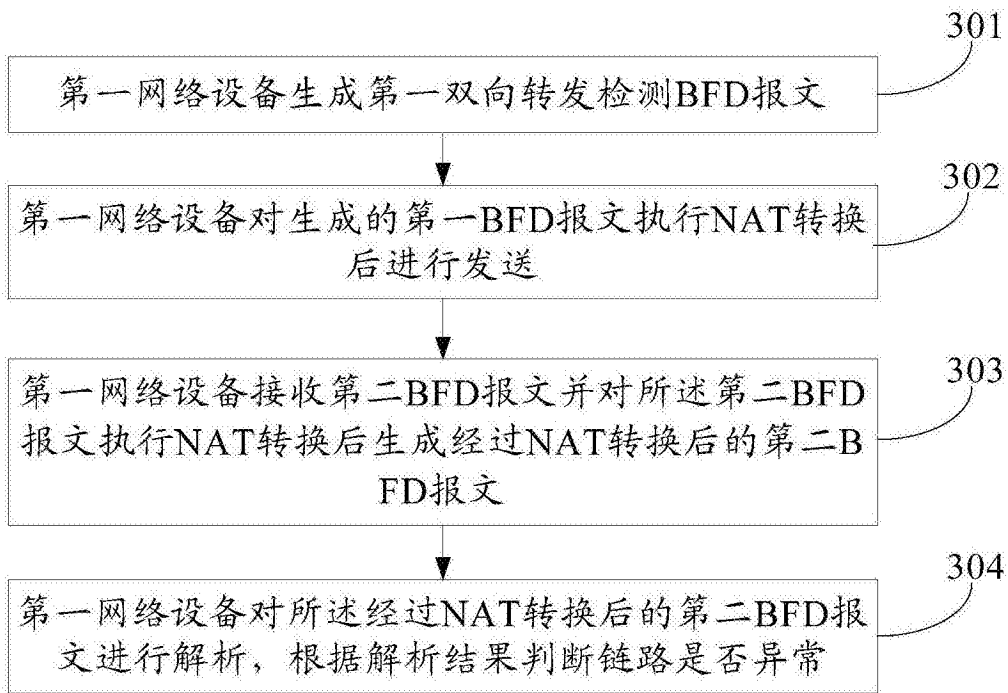 301
第一网络设备生成第一双向转发检测BFD报文
302
第一网络设备对生成的第一BFD报文执行NAT转换
后进行发送
303
第一网络设备接收第二BFD报文并对所述第二BFD
报文执行NAT转换后生成经过NAT转换后的第二B
FD报文
304
第一网络设备对所述经过NAT转换后的第二BFD报
文进行解析，根据解析结果判断链路是否异常